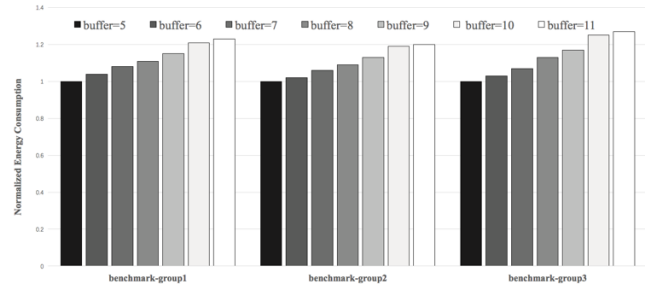 1.4
buffer=5 buffer=6 buffer=7 buffer=8 buffer=9 buffer=10 buffer=11
1.2
1
0.8
0.6
0.4
0.2
0
Normalized Energy Consumption
benchmark-group1 benchmark-group2 benchmark-group3